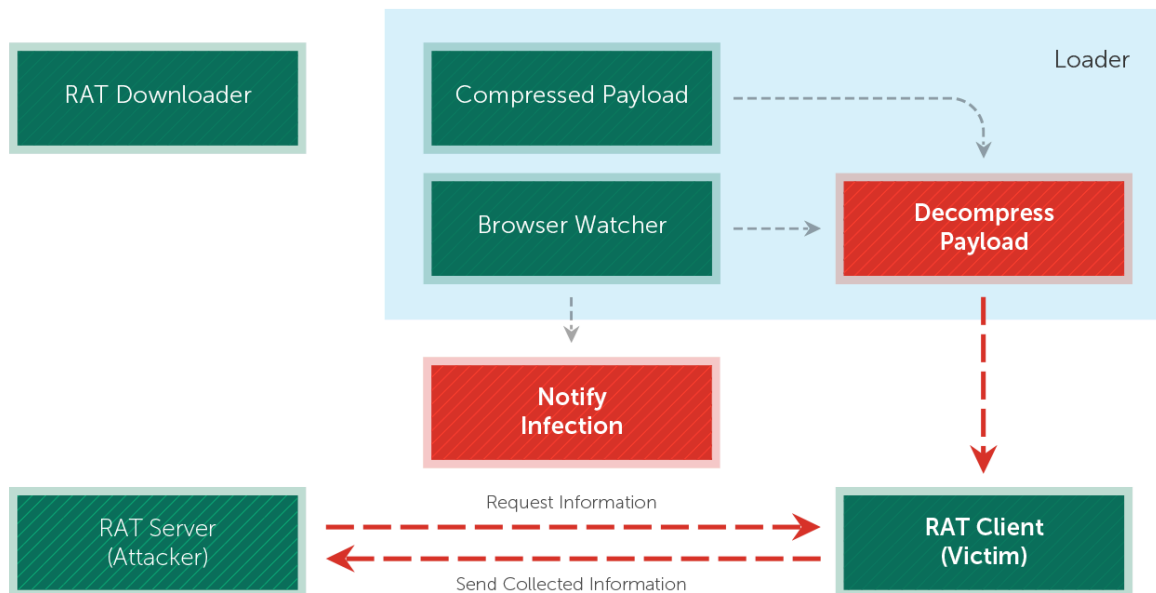 RAT Downloader
Compressed Payload
Loader
Browser Watcher
Decompress
Payload
Notify
Infection
RAT Server
(Attacker)
Request Information
Send Collected Information
RAT Client
(Victim)